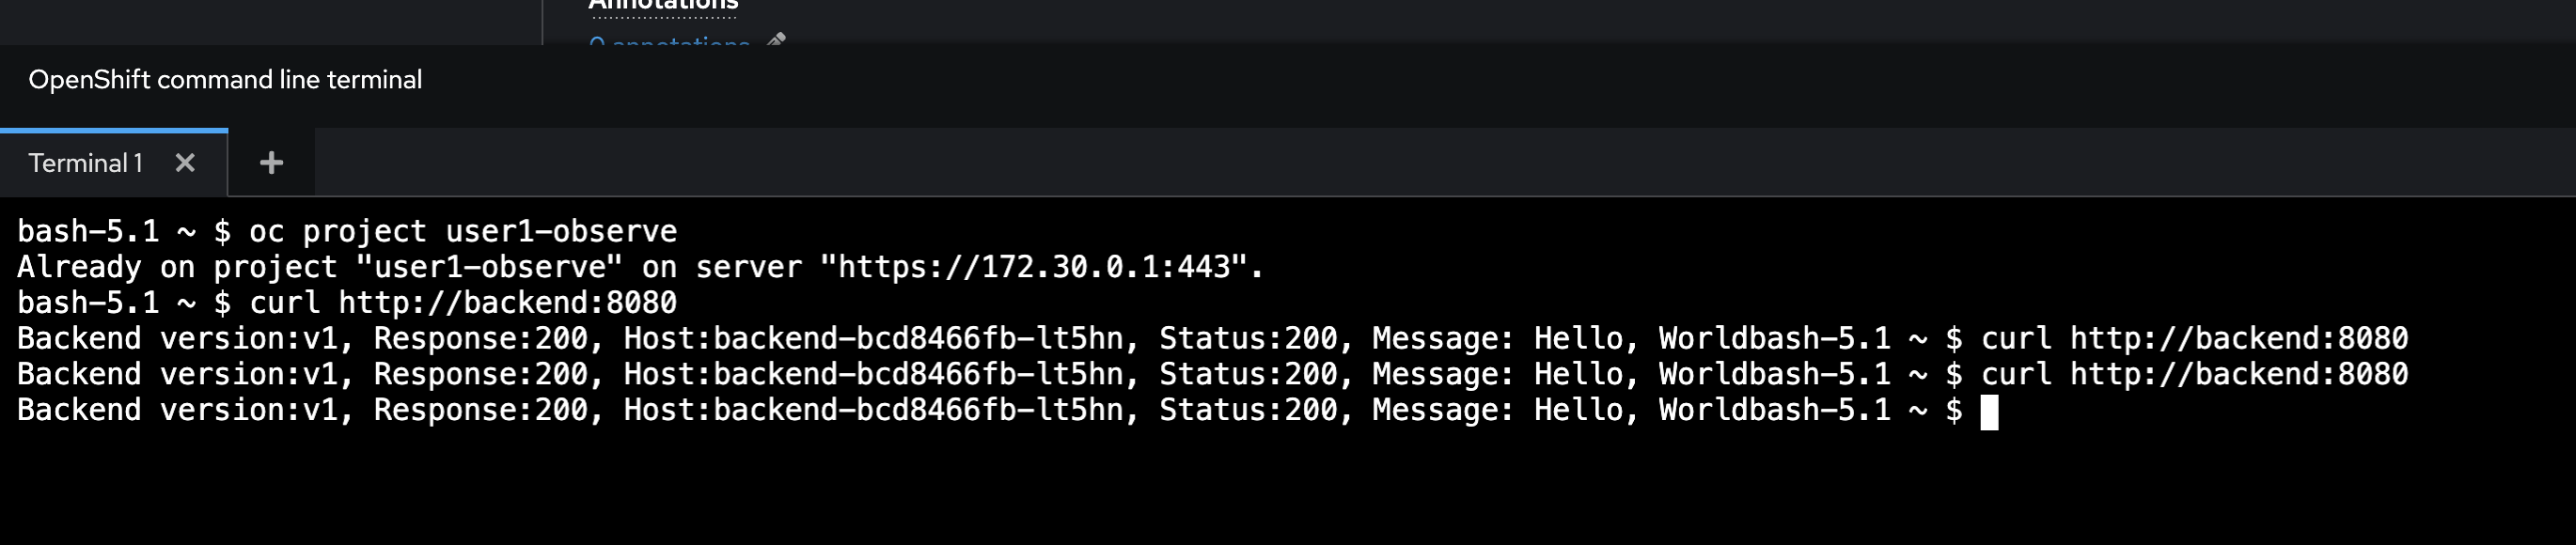 Annotations
0 annotations
OpenShift command line terminal
Terminal 1
bash-5.1 ~ $ oc project user1-observe
Already on project "user1-observe" on server "https://172.30.0.1:443".
bash-5.1 ~ $ curl http://backend:8080
Backend version:v1, Response:200, Host:backend-bcd8466fb-lt5hn, Status:200, Message: Hello, Worldbash-5.1 ~ $ curl http://backend:8080
Backend version:v1, Response:200, Host:backend-bcd8466fb-lt5hn, Status:200, Message: Hello, Worldbash-5.1 ~ $ curl http://backend:8080
Backend version:v1, Response:200, Host:backend-bcd8466fb-lt5hn, Status:200, Message: Hello, Worldbash-5.1 ~ $